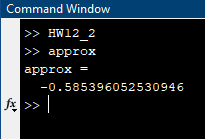 Command Window
>> HW12_2
>> approx
approx =
-0.585396052530946
fx >>